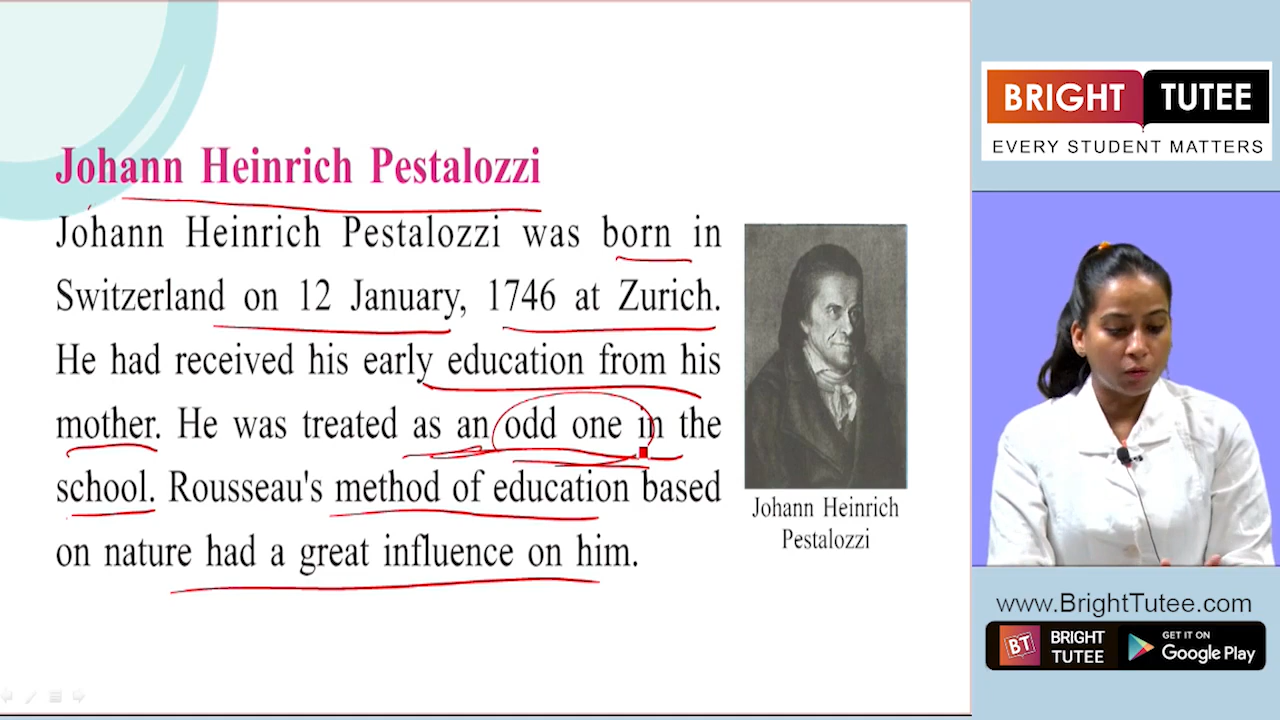 Johann Heinrich Pestalozzi
Johann Heinrich Pestalozzi was born in
Switzerland on 12 January, 1746 at Zurich.
He had received his early education from his
mother. He was treated as an odd one in the
school. Rousseau's method of education based
on nature had a great influence on him.
Johann Heinrich
Pestalozzi
BRIGHT TUTEE
EVERY STUDENT MATTERS
www.BrightTutee.com
BT
BRIGHT
TUTEE
GET IT ON
Google Play